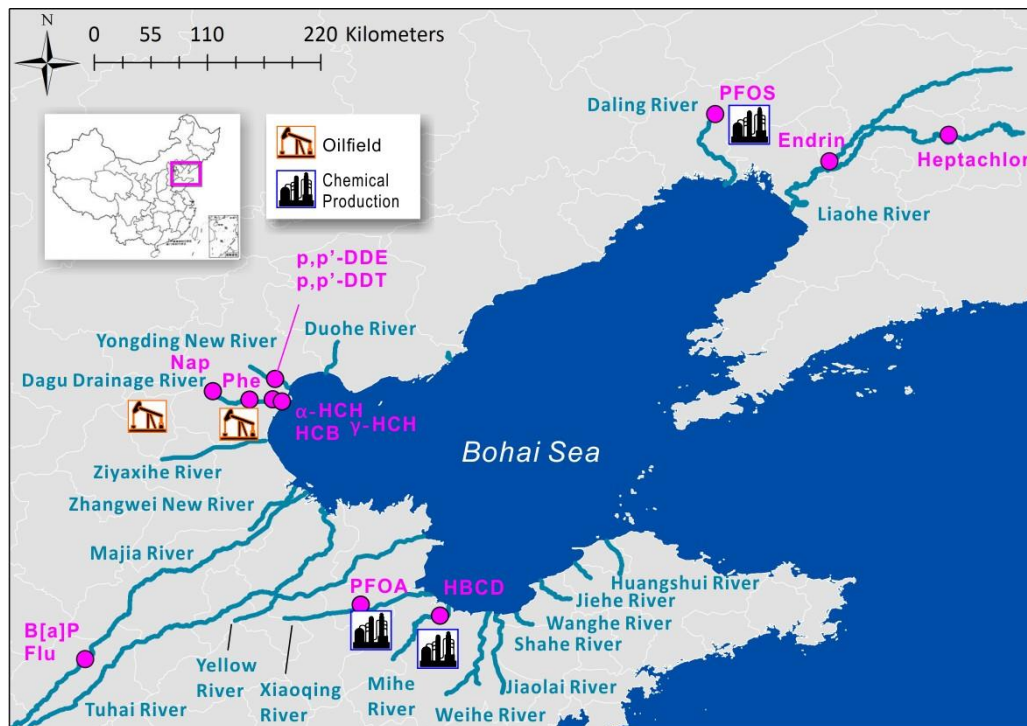 N
0 55 110 220 Kilometers
Oilfield
Chemical
Production
PFOS
Daling River
Endrin
Heptachlor
Liaohe River
p,p'-DDE
p,p'-DDT
Duohe River
Yongding New River
Nap
Dagu Drainage River
Phe
α-HCH
HCB
γ-HCH
Bohai Sea
Ziyaxihe River
Zhangwei New River
Majia River
PFOA
HBCD
Huangshui River
Jiehe River
Wanghe River
Shahe River
B[a]P
Flu
Yellow
River
Xiaoqing
River
Mihe
River
Jiaolai River
Tuhai River
Weihe River